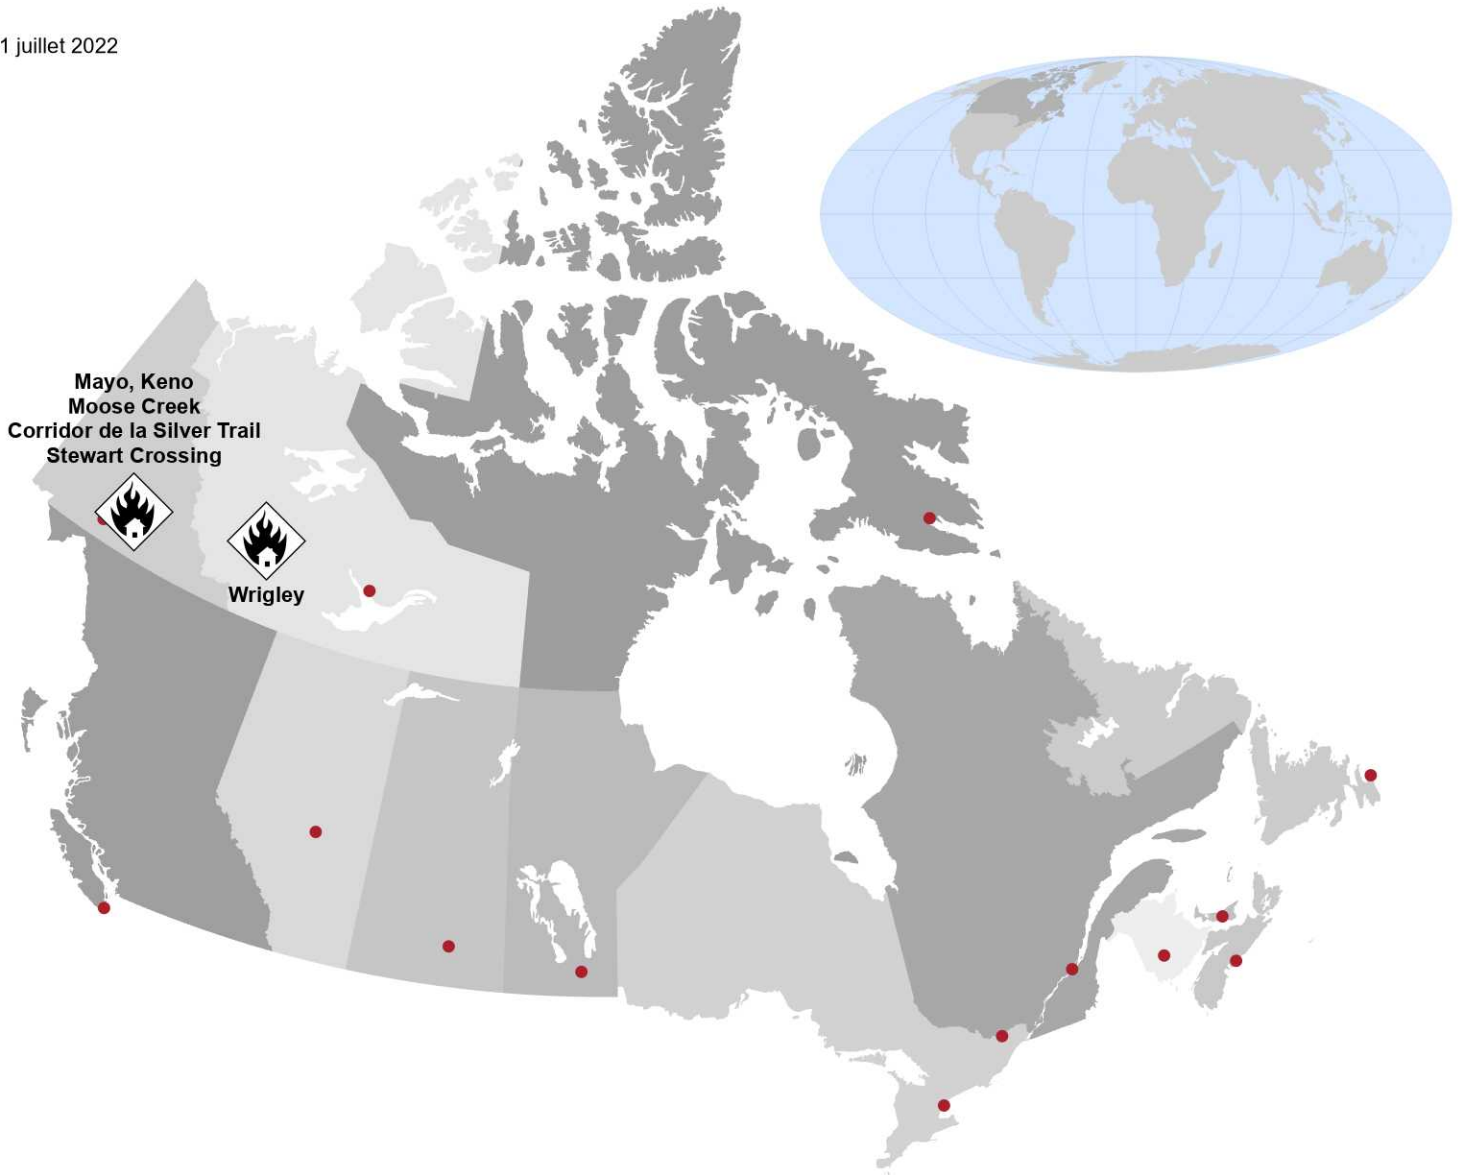 1 juillet 2022
Mayo, Keno
Moose Creek
Corridor de la Silver Trail
Stewart Crossing
Wrigley